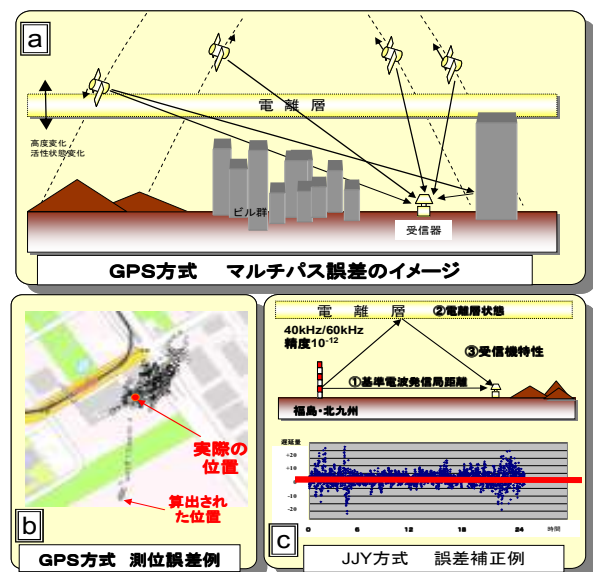 a
電 離 層
高度変化
活性状態変化
ビル群
受信器
GPS方式 マルチパス誤差のイメージ
実際の
位置
算出され
た位置
b
GPS方式 測位誤差例
電 離 層 ②電離層状態
40kHz/60kHz
精度10-12
③受信機特性
①基準電波発信局距離
福島・北九州
遅延量
+20
+10
0
-10
-20
0 6 12 18 24 時間
c
JJY方式 誤差補正例